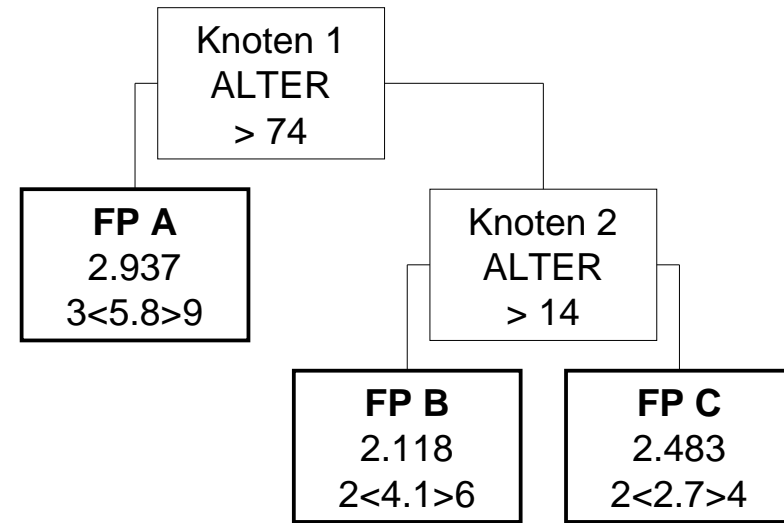 Knoten 1
ALTER
> 74
FP A
2.937
3<5.8>9
Knoten 2
ALTER
> 14
FP B
2.118
2<4.1>6
FP C
2.483
2<2.7>4